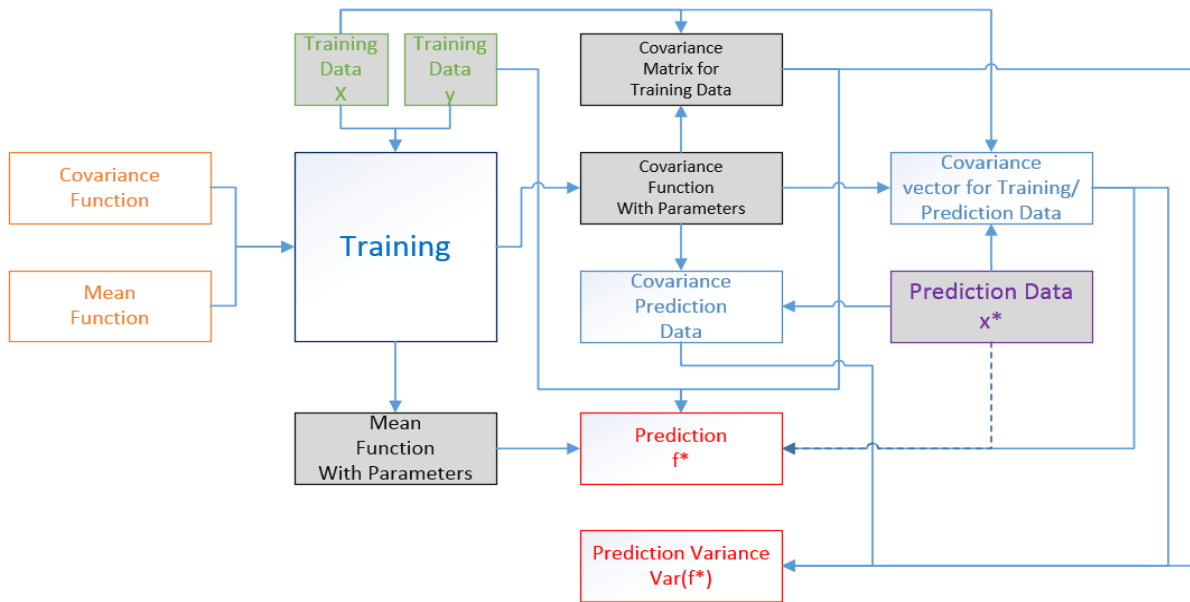 Training
Data
X
Training
Data
y
Covariance
Matrix for
Training Data
Covariance
Function
Covariance
Function
With Parameters
Covariance
vector for Training/
Prediction Data
Training
Mean
Function
Covariance
Prediction
Data
Prediction Data
x*
Mean
Function
With Parameters
Prediction
f*
Prediction Variance
Var(f*)